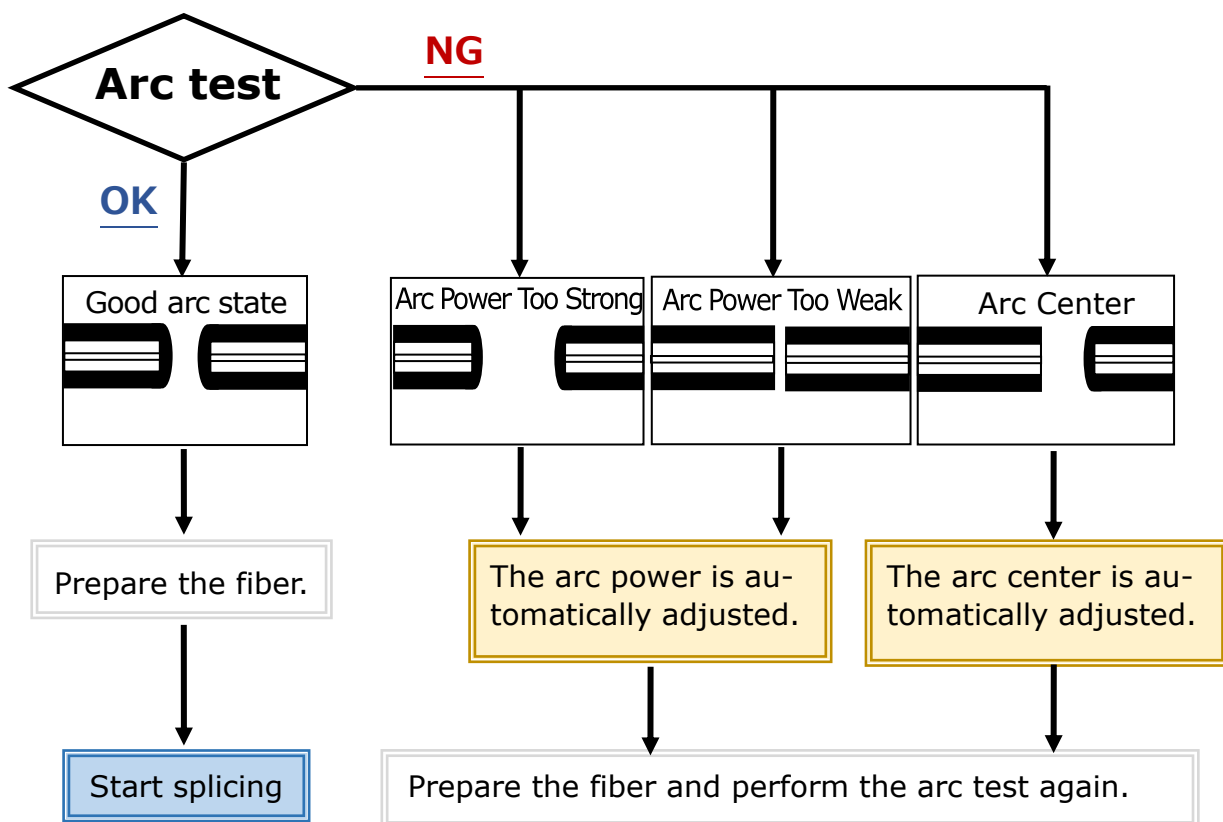 Arc test
NG
OK
Good arc state
Arc Power Too Strong
Arc Power Too Weak
Arc Center
Prepare the fiber.
The arc power is au-
tomatically adjusted.
The arc center is au-
tomatically adjusted.
Start splicing
Prepare the fiber and perform the arc test again.